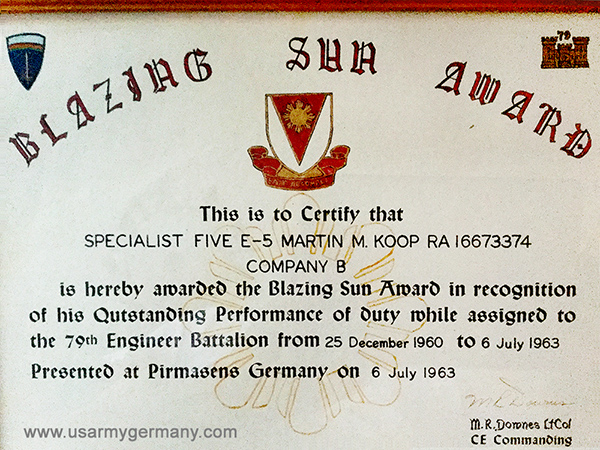 79
BLAZING SUN AWARD
This is to Certify that
SPECIALIST FIVE E-5 MARTIN M. KOOP RA 16673374
COMPANY B
is hereby awarded the Blazing Sun Award in recognition
of his Outstanding Performance of duty while assigned to
the 79th Engineer Battalion from 25 December 1960 to 6 July 1963
Presented at Pirmasens Germany on 6 July 1963
M R Downes
M.R. Downes LtCol
CE Commanding
www.usarmygermany.com